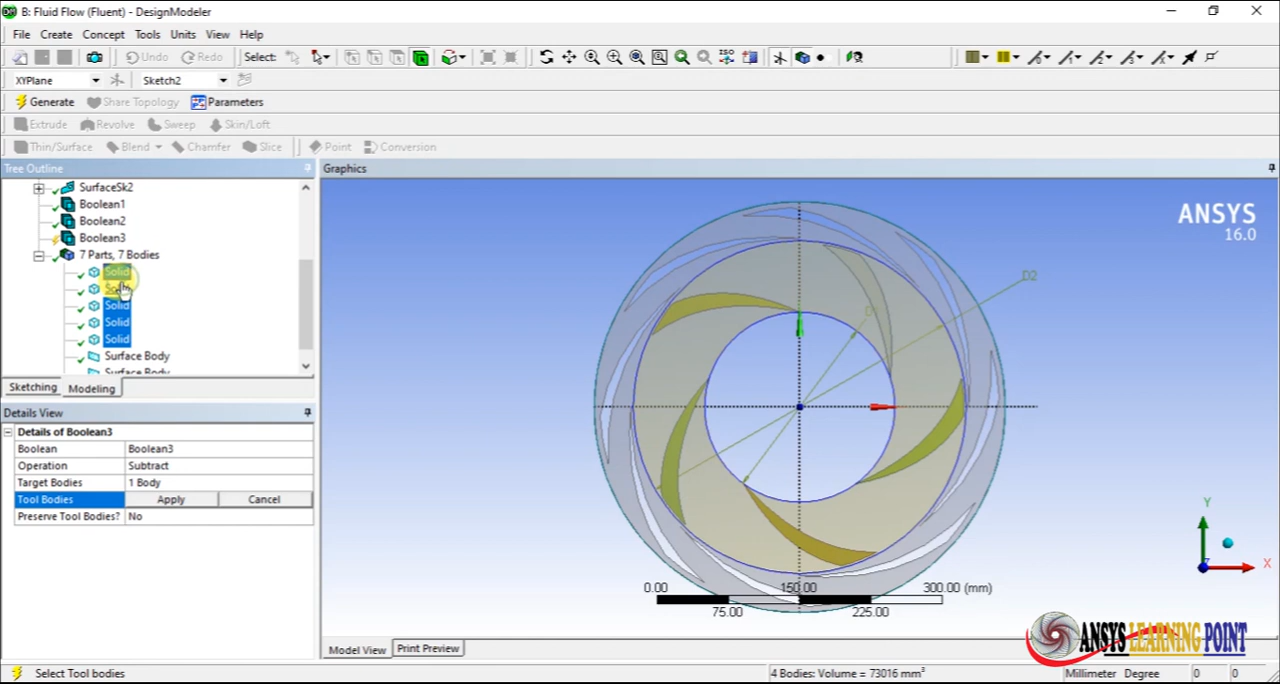 B: Fluid Flow (Fluent) - DesignModeler
File Create Concept Tools Units View Help
Undo Redo Select: ISO
XYPlane Sketch2
Generate Share Topology Parameters
Extrude Revolve Sweep Skin/Loft
Thin/Surface Blend Chamfer Slice Point Conversion
Tree Outline
SurfaceSk2
Boolean1
Boolean2
Boolean3
7 Parts, 7 Bodies
Solid
Solid
Solid
Solid
Surface Body
Surface Body
Sketching Modeling
Details View
Details of Boolean3
Boolean Boolean3
Operation Subtract
Target Bodies 1 Body
Tool Bodies Apply Cancel
Preserve Tool Bodies? No
Graphics
ANSYS
16.0
D2
0.00 150.00 300.00 (mm)
75.00 225.00
Y
X
ANSYS LEARNING POINT
Model View Print Preview
Select Tool bodies 4 Bodies: Volume = 73016 mm³ Millimeter Degree 0 0